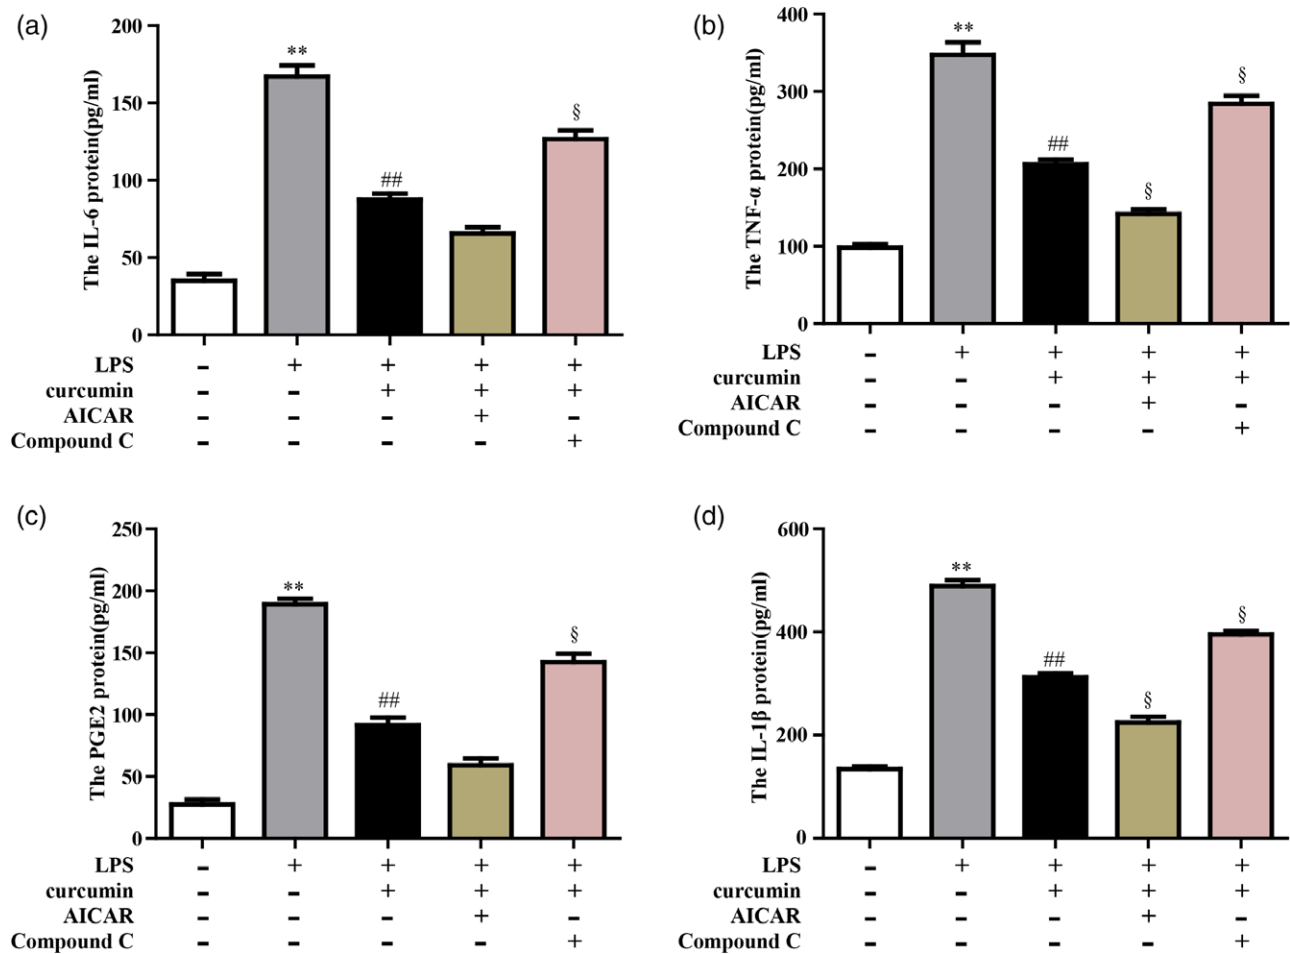 (a)
The IL-6 protein(pg/ml)
200
**
150
§
##
100
50
0
LPS - + + + +
curcumin - - + + +
AICAR - - - + -
Compound C - - - - +
(b)
The TNF-α protein(pg/ml)
400
**
300
§
##
200
§
100
0
LPS - + + + +
curcumin - - + + +
AICAR - - - + -
Compound C - - - - +
(c)
The PGE2 protein(pg/ml)
250
200
**
150
§
##
100
50
0
LPS - + + + +
curcumin - - + + +
AICAR - - - + -
Compound C - - - - +
(d)
The IL-1β protein(pg/ml)
600
**
400
§
##
§
200
0
LPS - + + + +
curcumin - - + + +
AICAR - - - + -
Compound C - - - - +